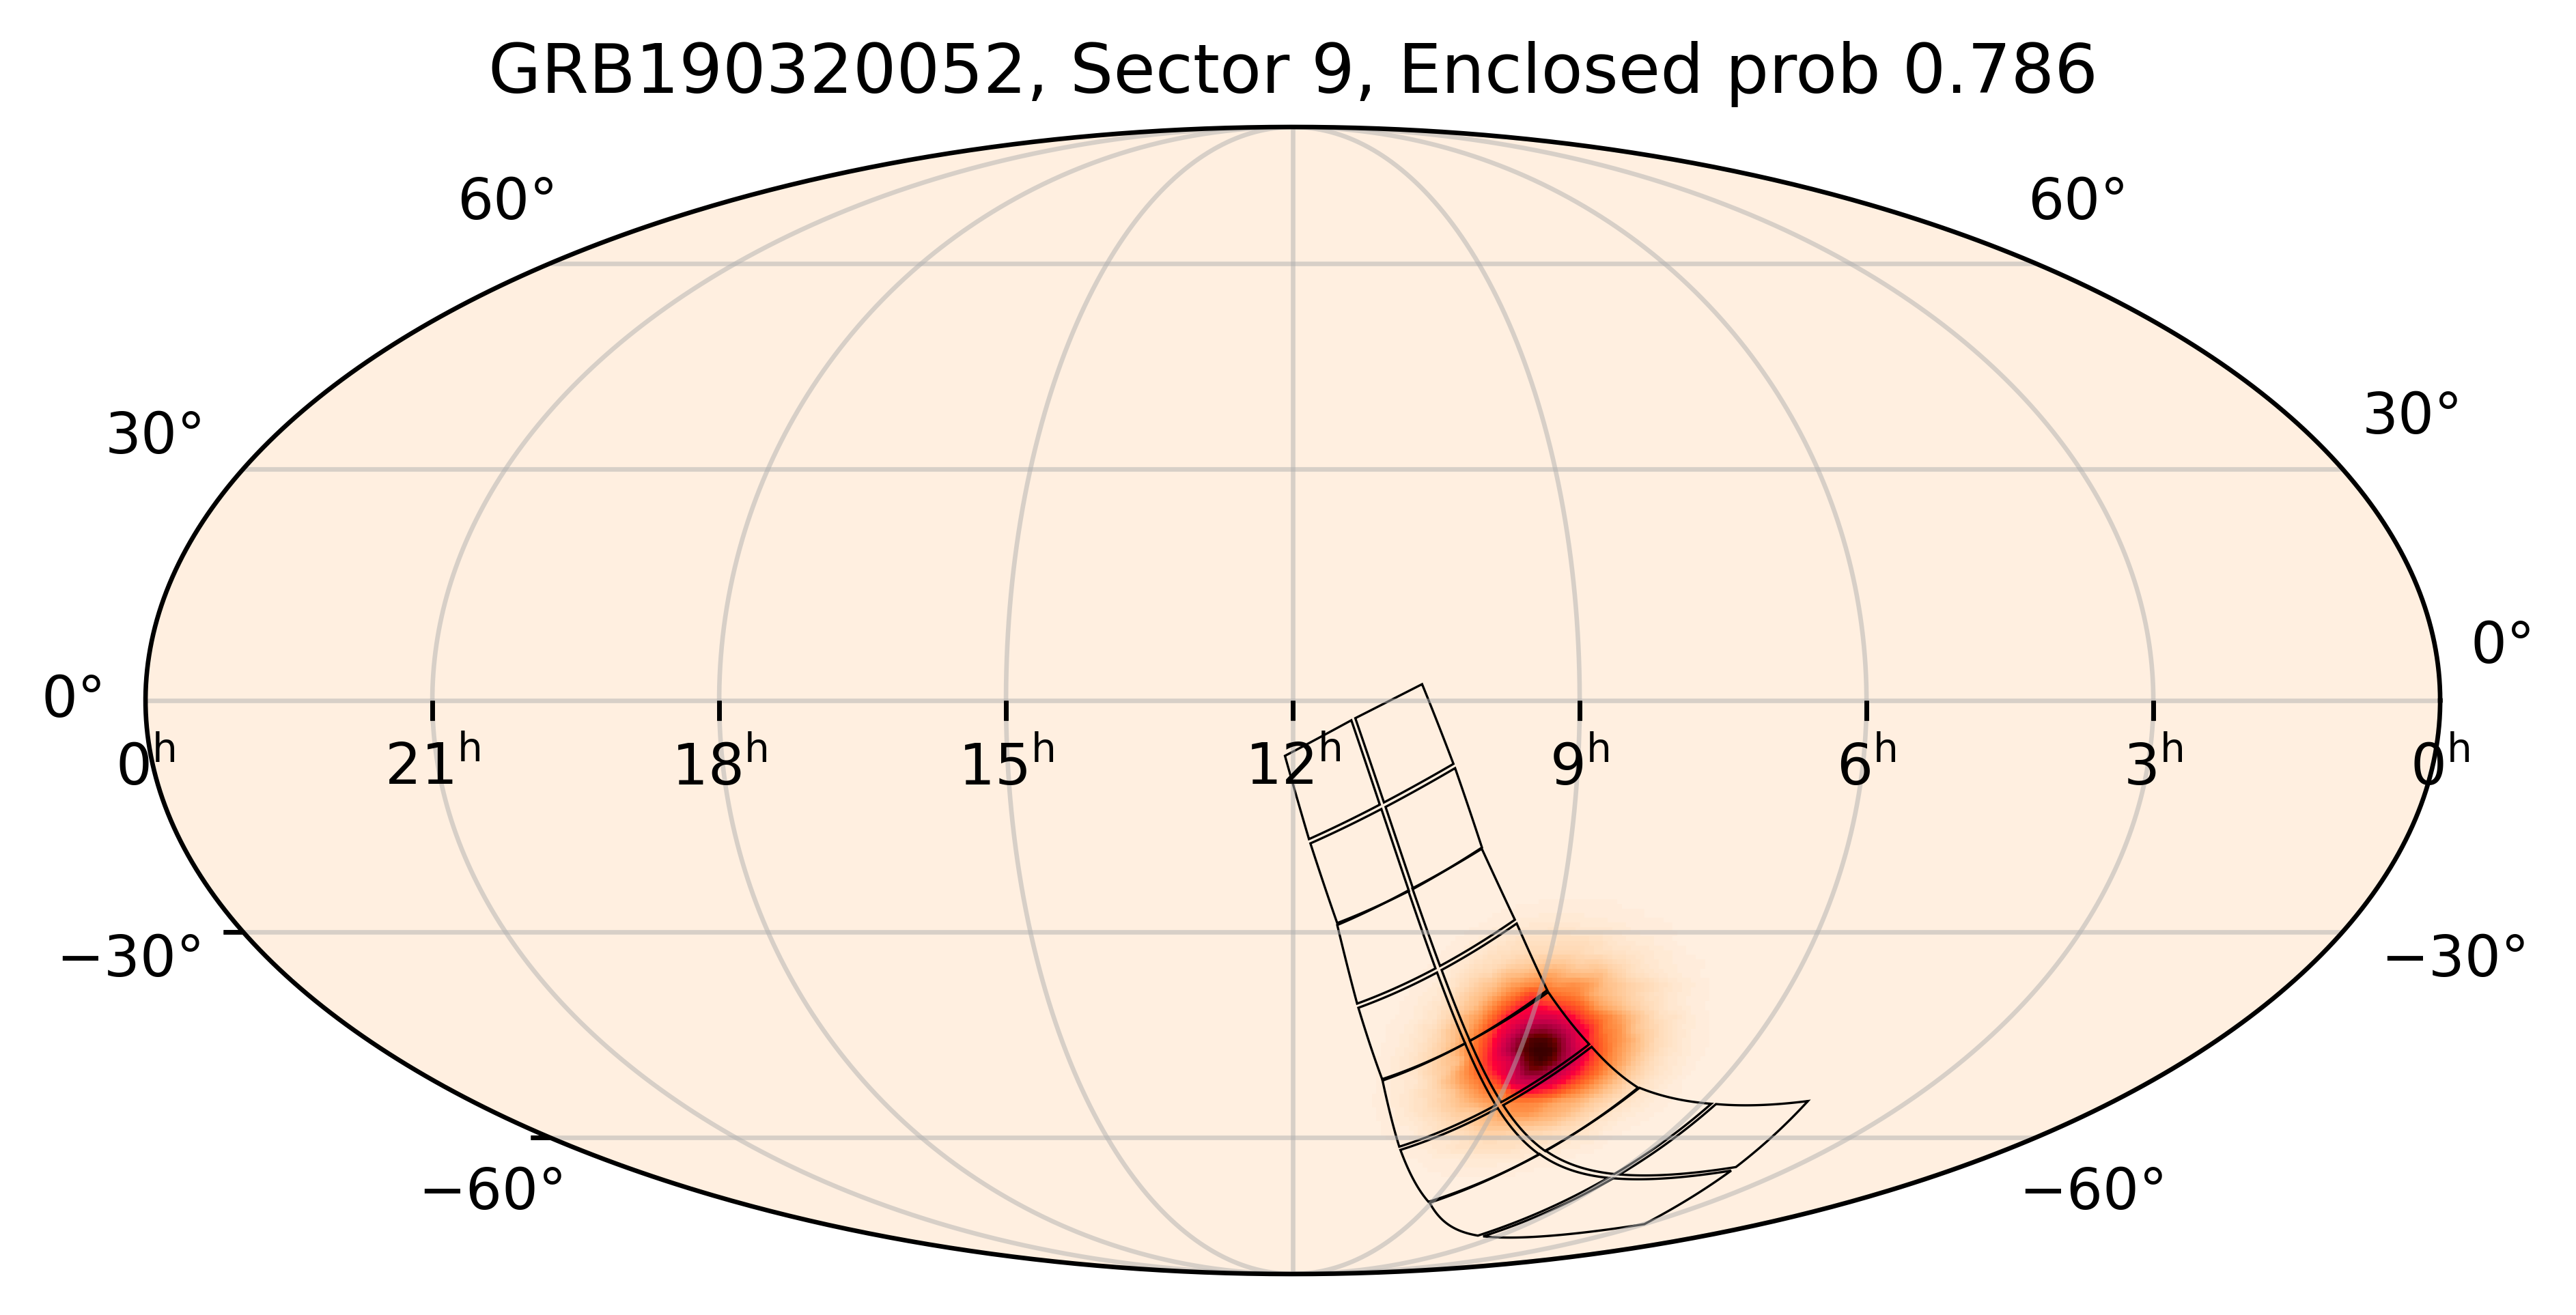 GRB190320052, Sector 9, Enclosed prob 0.786
60° 60°
30° 30°
0° 0°
0ʰ 21ʰ 18ʰ 15ʰ 12ʰ 9ʰ 6ʰ 3ʰ 0ʰ
−30° −30°
−60° −60°